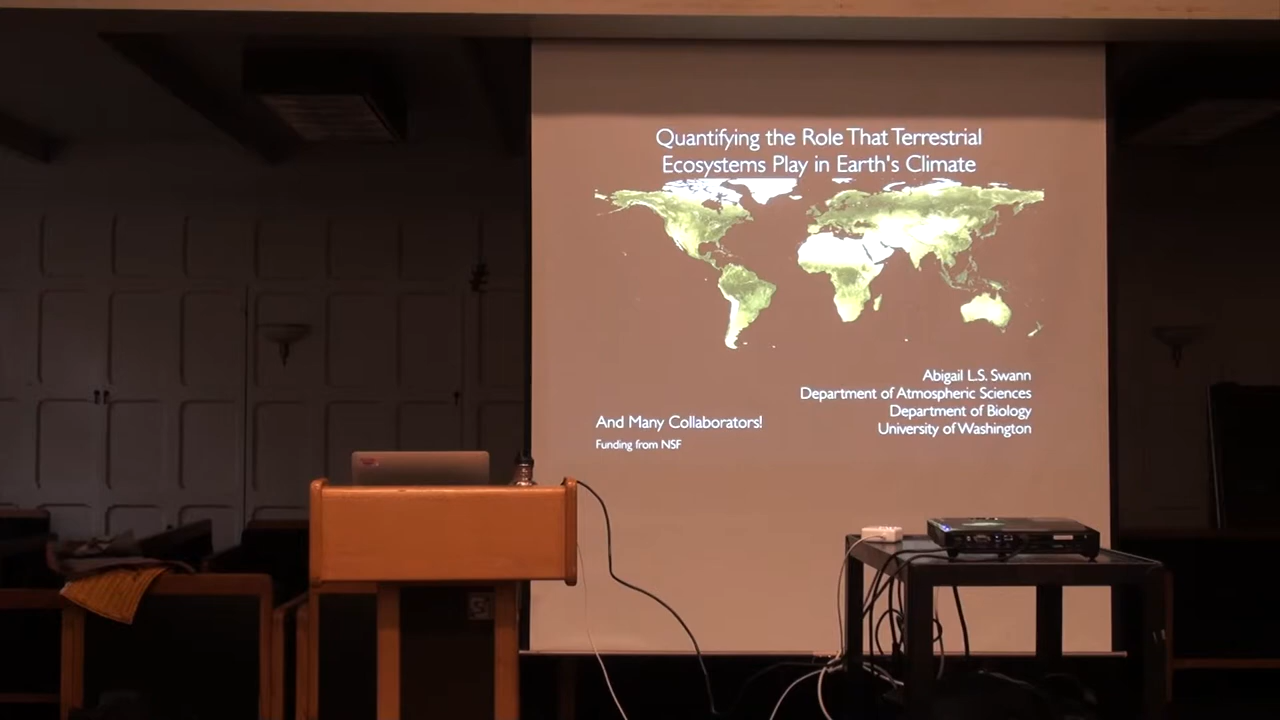 Quantifying the Role That Terrestrial
Ecosystems Play in Earth's Climate
Abigail L.S. Swann
Department of Atmospheric Sciences
Department of Biology
University of Washington
And Many Collaborators!
Funding from NSF